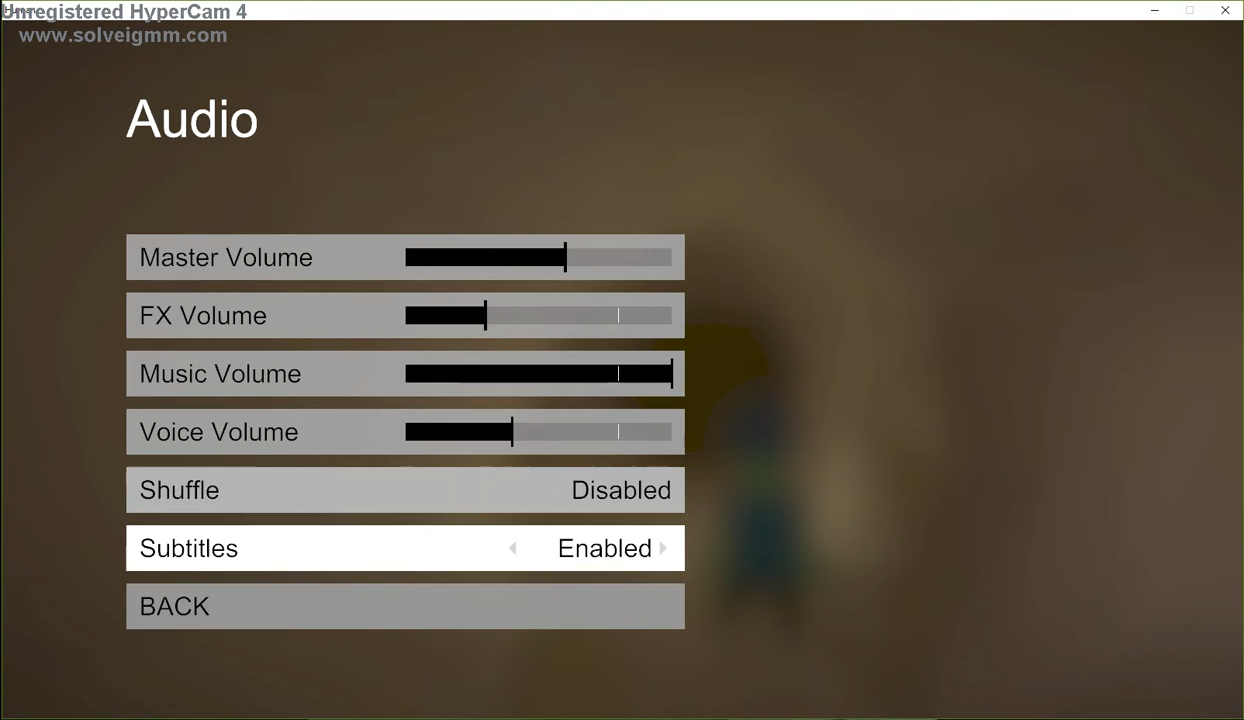 Unregistered HyperCam 4
www.solveigmm.com
Audio
Master Volume
FX Volume
Music Volume
Voice Volume
Shuffle Disabled
Subtitles Enabled
BACK